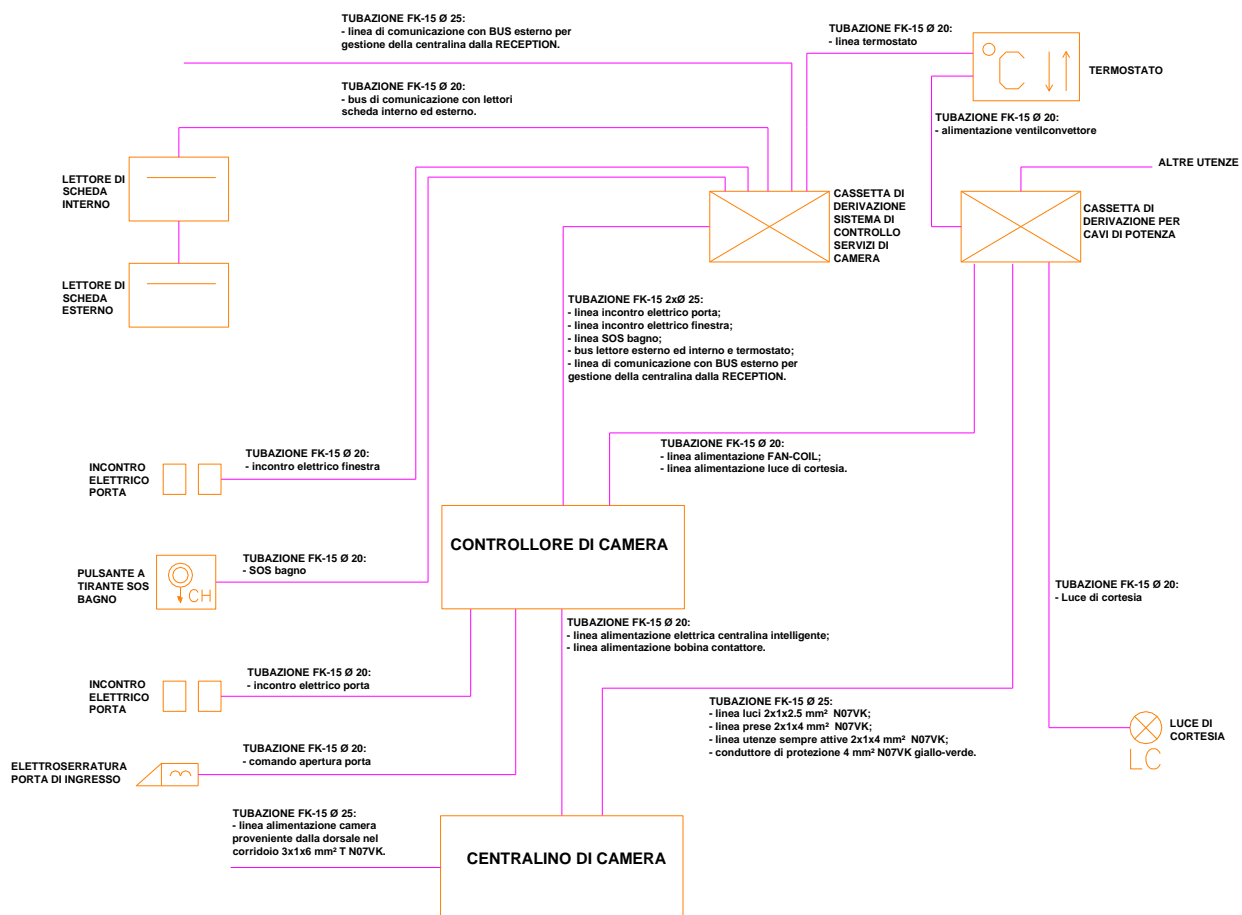 TUBAZIONE FK-15 Ø 25:
- linea di comunicazione con BUS esterno per
gestione della centralina dalla RECEPTION.
TUBAZIONE FK-15 Ø 20:
- linea termostato
°C
TERMOSTATO
TUBAZIONE FK-15 Ø 20:
- bus di comunicazione con lettori
scheda interno ed esterno.
TUBAZIONE FK-15 Ø 20:
- alimentazione ventilconvettore
ALTRE UTENZE
LETTORE DI
SCHEDA
INTERNO
CASSETTA DI
DERIVAZIONE
SISTEMA DI
CONTROLLO
SERVIZI DI
CAMERA
CASSETTA DI
DERIVAZIONE PER
CAVI DI POTENZA
LETTORE DI
SCHEDA
ESTERNO
TUBAZIONE FK-15 2xØ 25:
- linea incontro elettrico porta;
- linea incontro elettrico finestra;
- linea SOS bagno;
- bus lettore esterno ed interno e termostato;
- linea di comunicazione con BUS esterno per
gestione della centralina dalla RECEPTION.
TUBAZIONE FK-15 Ø 20:
- incontro elettrico finestra
INCONTRO
ELETTRICO
PORTA
TUBAZIONE FK-15 Ø 20:
- linea alimentazione FAN-COIL;
- linea alimentazione luce di cortesia.
CONTROLLORE DI CAMERA
TUBAZIONE FK-15 Ø 20:
- SOS bagno
PULSANTE A
TIRANTE SOS
BAGNO
CH
TUBAZIONE FK-15 Ø 20:
- Luce di cortesia
TUBAZIONE FK-15 Ø 20:
- linea alimentazione elettrica centralina intelligente;
- linea alimentazione bobina contattore.
TUBAZIONE FK-15 Ø 20:
- incontro elettrico porta
INCONTRO
ELETTRICO
PORTA
TUBAZIONE FK-15 Ø 25:
- linea luci 2x1x2.5 mm² N07VK;
- linea prese 2x1x4 mm² N07VK;
- linea utenze sempre attive 2x1x4 mm² N07VK;
- conduttore di protezione 4 mm² N07VK giallo-verde.
LUCE DI
CORTESIA
LC
TUBAZIONE FK-15 Ø 20:
- comando apertura porta
ELETTROSERRATURA
PORTA DI INGRESSO
TUBAZIONE FK-15 Ø 25:
- linea alimentazione camera
proveniente dalla dorsale nel
corridoio 3x1x6 mm² T N07VK.
CENTRALINO DI CAMERA